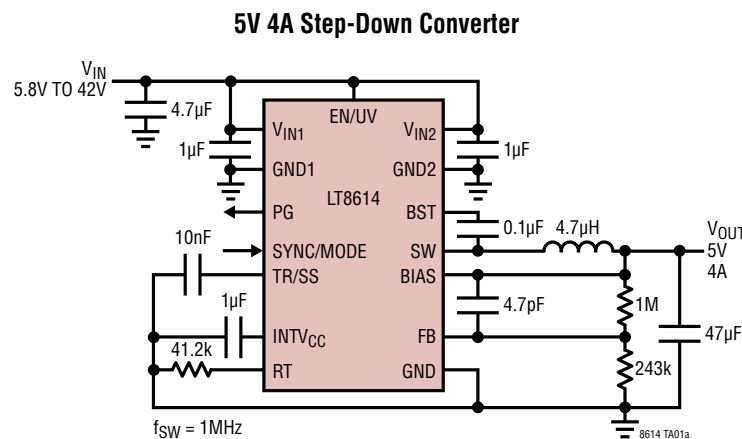 5V 4A Step-Down Converter
VIN
5.8V TO 42V
4.7µF
EN/UV
VIN1
VIN2
1µF
1µF
GND1
GND2
LT8614
PG
BST
0.1µF
4.7µH
VOUT
5V
4A
10nF
SYNC/MODE
SW
TR/SS
BIAS
1µF
4.7pF
1M
INTVCC
FB
47µF
41.2k
RT
GND
243k
fSW = 1MHz
8614 TA01a